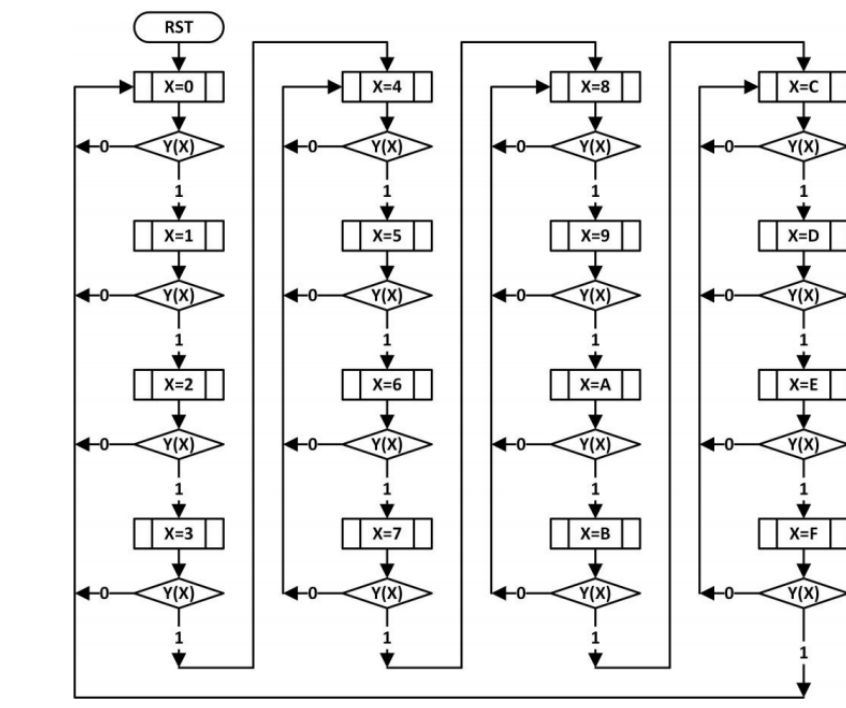 RST
X=0
X=4
X=8
X=C
0 Y(X)
0 Y(X)
0 Y(X)
0 Y(X)
1
1
1
1
X=1
X=5
X=9
X=D
0 Y(X)
0 Y(X)
0 Y(X)
0 Y(X)
1
1
1
1
X=2
X=6
X=A
X=E
0 Y(X)
0 Y(X)
0 Y(X)
0 Y(X)
1
1
1
1
X=3
X=7
X=B
X=F
0 Y(X)
0 Y(X)
0 Y(X)
0 Y(X)
1
1
1
1